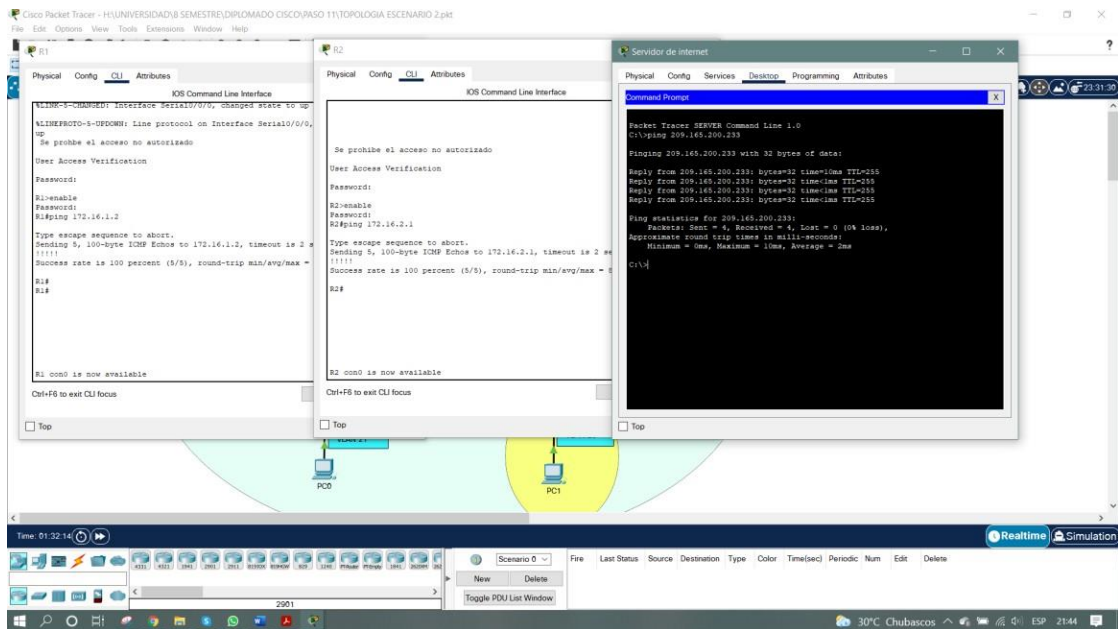 Cisco Packet Tracer - H:\UNIVERSIDAD\8 SEMESTRE\DIPLOMADO CISCO\PASO 11\TOPOLOGIA ESCENARIO 2.pkt
File Edit Options View Tools Extensions Window Help
R1
Physical Config CLI Attributes
IOS Command Line Interface
%LINK-5-CHANGED: Interface Serial0/0/0, changed state to up
%LINEPROTO-5-UPDOWN: Line protocol on Interface Serial0/0/0,
up
Se prohbe el acceso no autorizado
User Access Verification
Password:
R1>enable
Password:
R1#ping 172.16.1.2
Type escape sequence to abort.
Sending 5, 100-byte ICMP Echos to 172.16.1.2, timeout is 2 s
!!!!!
Success rate is 100 percent (5/5), round-trip min/avg/max =
R1#
R1#
R1 con0 is now available
Ctrl+F6 to exit CLI focus
Top
R2
Physical Config CLI Attributes
IOS Command Line Interface
Se prohibe el acceso no autorizado
User Access Verification
Password:
R2>enable
Password:
R2#ping 172.16.2.1
Type escape sequence to abort.
Sending 5, 100-byte ICMP Echos to 172.16.2.1, timeout is 2 se
!!!!!
Success rate is 100 percent (5/5), round-trip min/avg/max =
R2#
R2 con0 is now available
Ctrl+F6 to exit CLI focus
Top
Servidor de internet
Physical Config Services Desktop Programming Attributes
Command Prompt
X
Packet Tracer SERVER Command Line 1.0
C:\>ping 209.165.200.233
Pinging 209.165.200.233 with 32 bytes of data:
Reply from 209.165.200.233: bytes=32 time=10ms TTL=255
Reply from 209.165.200.233: bytes=32 time<1ms TTL=255
Reply from 209.165.200.233: bytes=32 time<1ms TTL=255
Reply from 209.165.200.233: bytes=32 time<1ms TTL=255
Ping statistics for 209.165.200.233:
Packets: Sent = 4, Received = 4, Lost = 0 (0% loss),
Approximate round trip times in milli-seconds:
Minimum = 0ms, Maximum = 10ms, Average = 2ms
C:\>
Top
23:31:30
VLAN 21
PC0
PC1
Time: 01:32:14
Realtime
Simulation
4331 4321 1941 2901 2911
2901
Scenario 0
New Delete
Toggle PDU List Window
Fire Last Status Source Destination Type Color Time(sec) Periodic Num Edit Delete
30°C Chubascos
ESP 21:44